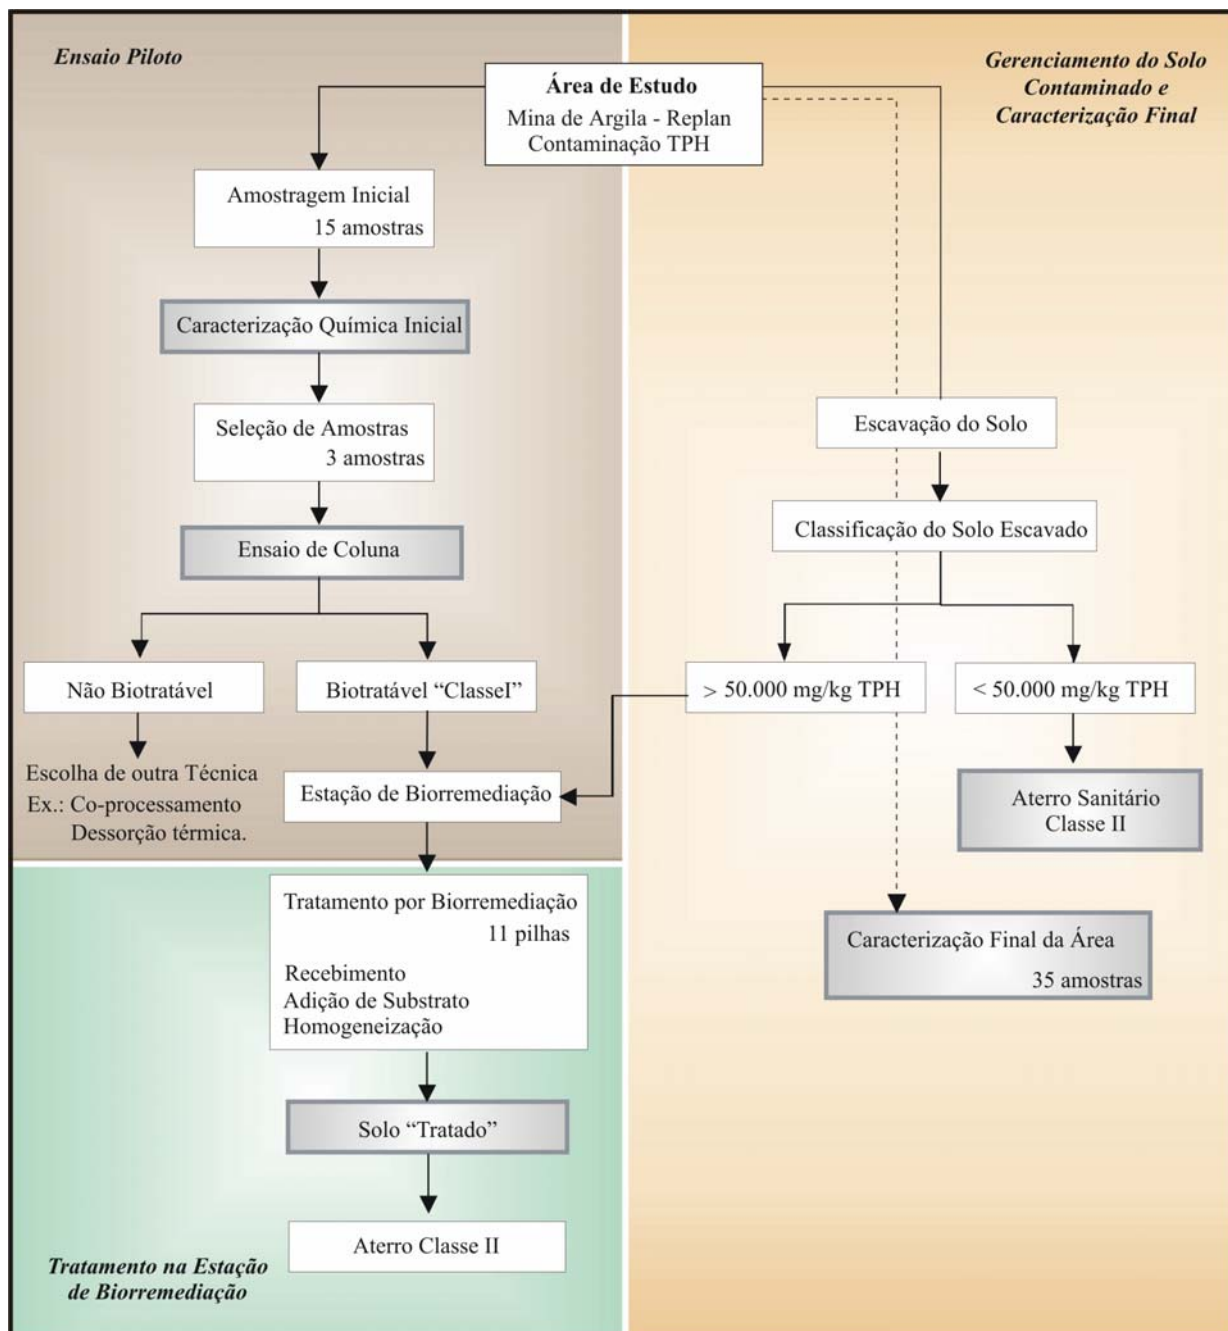 Ensaio Piloto
Gerenciamento do Solo
Contaminado e
Caracterização Final
Área de Estudo
Mina de Argila - Replan
Contaminação TPH
Amostragem Inicial
15 amostras
Caracterização Química Inicial
Seleção de Amostras
3 amostras
Ensaio de Coluna
Não Biotratável
Biotratável “ClasseI”
Escolha de outra Técnica
Ex.: Co-processamento
Dessorção térmica.
Estação de Biorremediação
Escavação do Solo
Classificação do Solo Escavado
> 50.000 mg/kg TPH
< 50.000 mg/kg TPH
Aterro Sanitário
Classe II
Caracterização Final da Área
35 amostras
Tratamento por Biorremediação
11 pilhas
Recebimento
Adição de Substrato
Homogeneização
Solo “Tratado”
Aterro Classe II
Tratamento na Estação
de Biorremediação